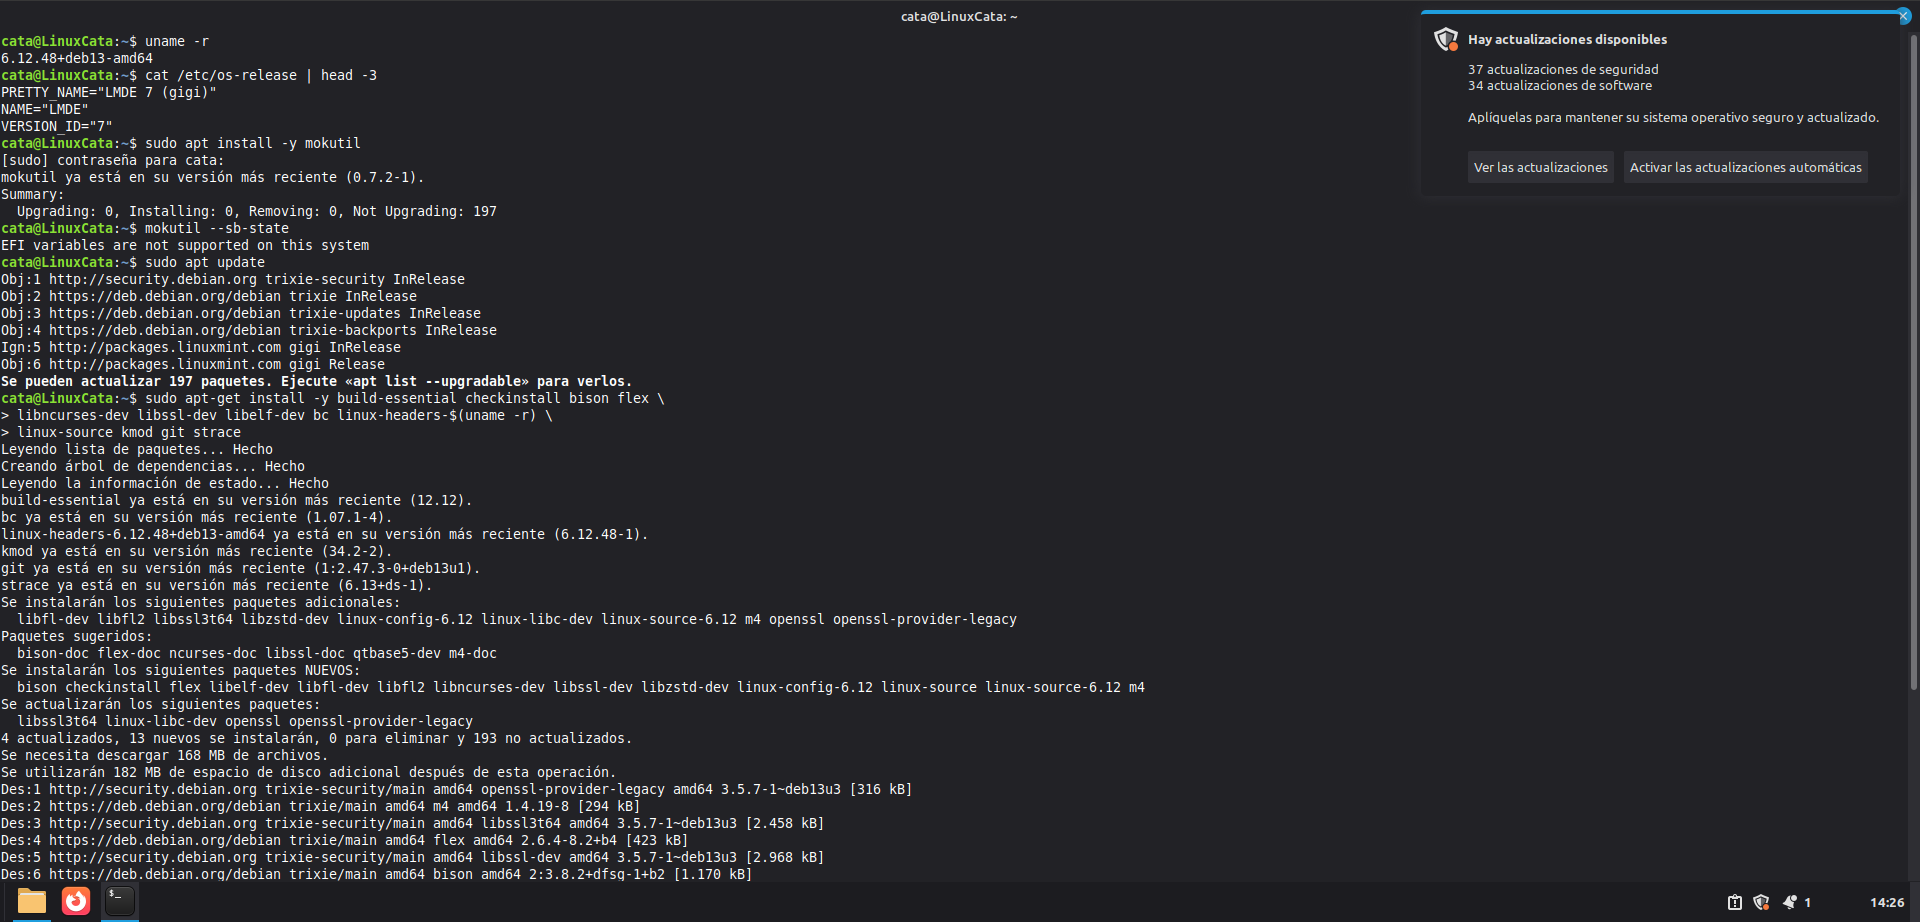 cata@LinuxCata: ~
cata@LinuxCata:~$ uname -r
6.12.48+deb13-amd64
cata@LinuxCata:~$ cat /etc/os-release | head -3
PRETTY_NAME="LMDE 7 (gigi)"
NAME="LMDE"
VERSION_ID="7"
cata@LinuxCata:~$ sudo apt install -y mokutil
[sudo] contraseña para cata:
mokutil ya está en su versión más reciente (0.7.2-1).
Summary:
  Upgrading: 0, Installing: 0, Removing: 0, Not Upgrading: 197
cata@LinuxCata:~$ mokutil --sb-state
EFI variables are not supported on this system
cata@LinuxCata:~$ sudo apt update
Obj:1 http://security.debian.org trixie-security InRelease
Obj:2 https://deb.debian.org/debian trixie InRelease
Obj:3 https://deb.debian.org/debian trixie-updates InRelease
Obj:4 https://deb.debian.org/debian trixie-backports InRelease
Ign:5 http://packages.linuxmint.com gigi InRelease
Obj:6 http://packages.linuxmint.com gigi Release
Se pueden actualizar 197 paquetes. Ejecute «apt list --upgradable» para verlos.
cata@LinuxCata:~$ sudo apt-get install -y build-essential checkinstall bison flex \
> libncurses-dev libssl-dev libelf-dev bc linux-headers-$(uname -r) \
> linux-source kmod git strace
Leyendo lista de paquetes... Hecho
Creando árbol de dependencias... Hecho
Leyendo la información de estado... Hecho
build-essential ya está en su versión más reciente (12.12).
bc ya está en su versión más reciente (1.07.1-4).
linux-headers-6.12.48+deb13-amd64 ya está en su versión más reciente (6.12.48-1).
kmod ya está en su versión más reciente (34.2-2).
git ya está en su versión más reciente (1:2.47.3-0+deb13u1).
strace ya está en su versión más reciente (6.13+ds-1).
Se instalarán los siguientes paquetes adicionales:
  libfl-dev libfl2 libssl3t64 libzstd-dev linux-config-6.12 linux-libc-dev linux-source-6.12 m4 openssl openssl-provider-legacy
Paquetes sugeridos:
  bison-doc flex-doc ncurses-doc libssl-doc qtbase5-dev m4-doc
Se instalarán los siguientes paquetes NUEVOS:
  bison checkinstall flex libelf-dev libfl-dev libfl2 libncurses-dev libssl-dev libzstd-dev linux-config-6.12 linux-source linux-source-6.12 m4
Se actualizarán los siguientes paquetes:
  libssl3t64 linux-libc-dev openssl openssl-provider-legacy
4 actualizados, 13 nuevos se instalarán, 0 para eliminar y 193 no actualizados.
Se necesita descargar 168 MB de archivos.
Se utilizarán 182 MB de espacio de disco adicional después de esta operación.
Des:1 http://security.debian.org trixie-security/main amd64 openssl-provider-legacy amd64 3.5.7-1~deb13u3 [316 kB]
Des:2 https://deb.debian.org/debian trixie/main amd64 m4 amd64 1.4.19-8 [294 kB]
Des:3 http://security.debian.org trixie-security/main amd64 libssl3t64 amd64 3.5.7-1~deb13u3 [2.458 kB]
Des:4 https://deb.debian.org/debian trixie/main amd64 flex amd64 2.6.4-8.2+b4 [423 kB]
Des:5 http://security.debian.org trixie-security/main amd64 libssl-dev amd64 3.5.7-1~deb13u3 [2.968 kB]
Des:6 https://deb.debian.org/debian trixie/main amd64 bison amd64 2:3.8.2+dfsg-1+b2 [1.170 kB]
Hay actualizaciones disponibles
37 actualizaciones de seguridad
34 actualizaciones de software
Aplíquelas para mantener su sistema operativo seguro y actualizado.
Ver las actualizaciones
Activar las actualizaciones automáticas
$_
1
14:26